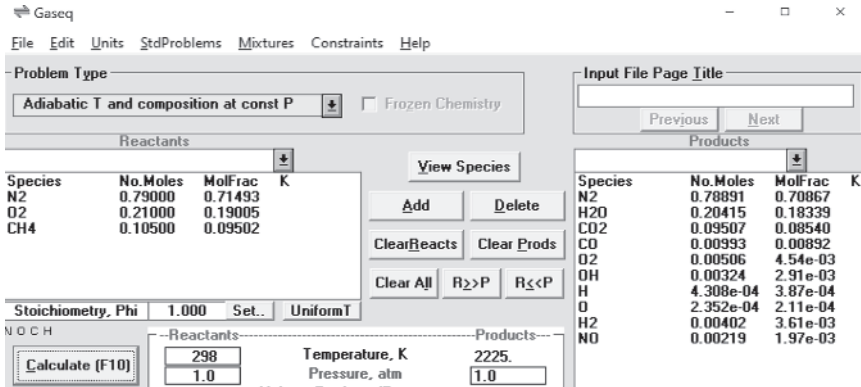 Gaseq
File Edit Units StdProblems Mixtures Constraints Help
Problem Type
Adiabatic T and composition at const P
Frozen Chemistry
Input File Page Title
Previous Next
Reactants
Species No.Moles MolFrac K
N2 0.79000 0.71493
O2 0.21000 0.19005
CH4 0.10500 0.09502
Stoichiometry, Phi 1.000 Set.. UniformT
View Species
Add Delete
ClearReacts Clear Prods
Clear All R>>P R<<P
Products
Species No.Moles MolFrac K
N2 0.78891 0.70867
H2O 0.20415 0.18339
CO2 0.09507 0.08540
CO 0.00993 0.00892
O2 0.00506 4.54e-03
OH 0.00324 2.91e-03
H 4.308e-04 3.87e-04
O 2.352e-04 2.11e-04
H2 0.00402 3.61e-03
NO 0.00219 1.97e-03
N O C H
Calculate (F10)
--Reactants Products---
298 Temperature, K 2225.
1.0 Pressure, atm 1.0